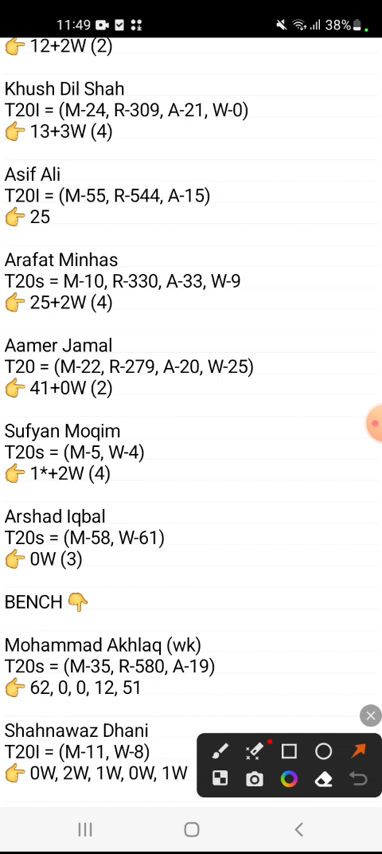 11:49 38%
12+2W (2)
Khush Dil Shah
T20I = (M-24, R-309, A-21, W-0)
👉 13+3W (4)
Asif Ali
T20I = (M-55, R-544, A-15)
👉 25
Arafat Minhas
T20s = M-10, R-330, A-33, W-9
👉 25+2W (4)
Aamer Jamal
T20 = (M-22, R-279, A-20, W-25)
👉 41+0W (2)
Sufyan Moqim
T20s = (M-5, W-4)
👉 1*+2W (4)
Arshad Iqbal
T20s = (M-58, W-61)
👉 0W (3)
BENCH 👇
Mohammad Akhlaq (wk)
T20s = (M-35, R-580, A-19)
👉 62, 0, 0, 12, 51
Shahnawaz Dhani
T20I = (M-11, W-8)
👉 0W, 2W, 1W, 0W, 1W